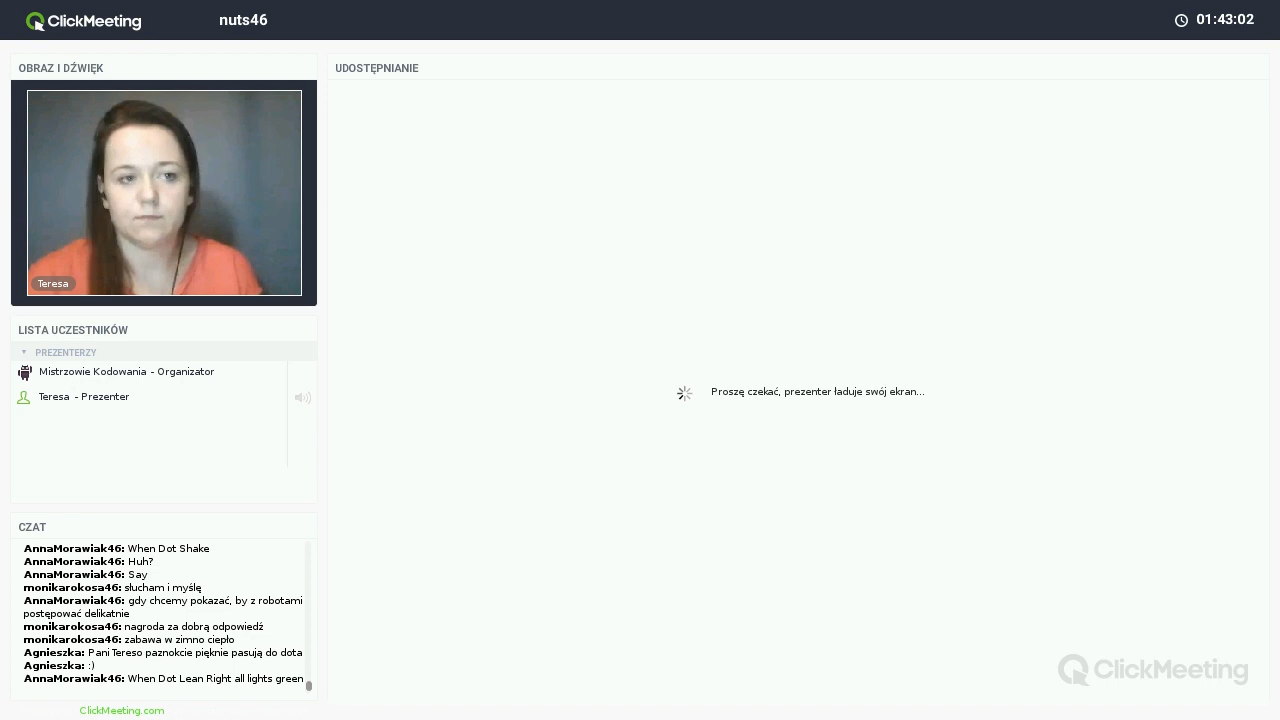 ClickMeeting
nuts46
01:43:02
OBRAZ I DŹWIĘK
UDOSTĘPNIANIE
Teresa
LISTA UCZESTNIKÓW
PREZENTERZY
Mistrzowie Kodowania - Organizator
Teresa - Prezenter
Proszę czekać, prezenter ładuje swój ekran...
CZAT
AnnaMorawiak46: When Dot Shake
AnnaMorawiak46: Huh?
AnnaMorawiak46: Say
monikarokosa46: słucham i myślę
AnnaMorawiak46: gdy chcemy pokazać, by z robotami
postępować delikatnie
monikarokosa46: nagroda za dobrą odpowiedź
monikarokosa46: zabawa w zimno ciepło
Agnieszka: Pani Tereso paznokcie pięknie pasują do dota
Agnieszka: :)
AnnaMorawiak46: When Dot Lean Right all lights green
ClickMeeting
ClickMeeting.com